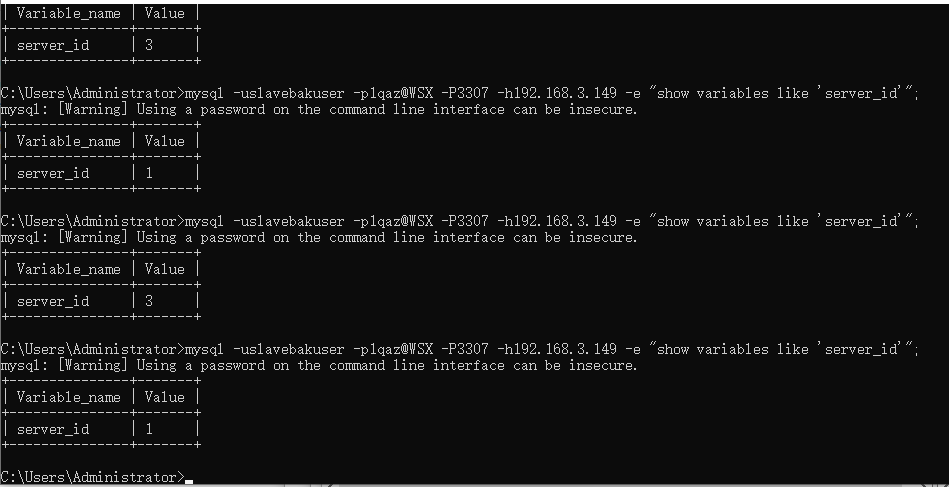 | Variable_name | Value |
+---------------+-------+
| server_id     | 3     |
+---------------+-------+
C:\Users\Administrator>mysql -uslavebakuser -p1qaz@WSX -P3307 -h192.168.3.149 -e "show variables like 'server_id'";
mysql: [Warning] Using a password on the command line interface can be insecure.
+---------------+-------+
| Variable_name | Value |
+---------------+-------+
| server_id     | 1     |
+---------------+-------+
C:\Users\Administrator>mysql -uslavebakuser -p1qaz@WSX -P3307 -h192.168.3.149 -e "show variables like 'server_id'";
mysql: [Warning] Using a password on the command line interface can be insecure.
+---------------+-------+
| Variable_name | Value |
+---------------+-------+
| server_id     | 3     |
+---------------+-------+
C:\Users\Administrator>mysql -uslavebakuser -p1qaz@WSX -P3307 -h192.168.3.149 -e "show variables like 'server_id'";
mysql: [Warning] Using a password on the command line interface can be insecure.
+---------------+-------+
| Variable_name | Value |
+---------------+-------+
| server_id     | 1     |
+---------------+-------+
C:\Users\Administrator>